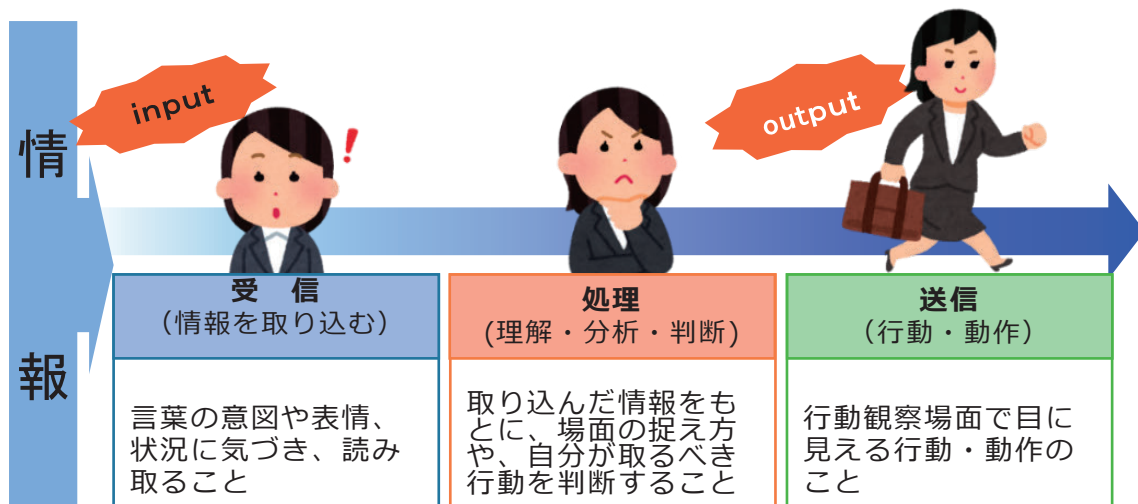 情報
input
output
受　信
（情報を取り込む）
言葉の意図や表情、
状況に気づき、読み
取ること
処理
(理解・分析・判断)
取り込んだ情報をも
とに、場面の捉え方
や、自分が取るべき
行動を判断すること
送信
（行動・動作）
行動観察場面で目に
見える行動・動作の
こと